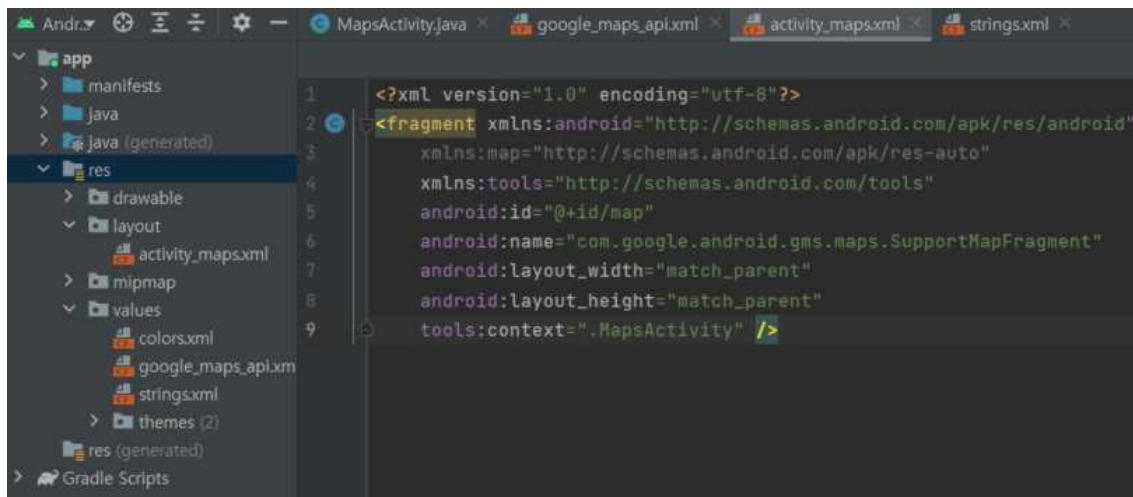 Andr..
MapsActivity.java
google_maps_api.xml
activity_maps.xml
strings.xml
app
manifests
java
java (generated)
res
drawable
layout
activity_maps.xml
mipmap
values
colors.xml
google_maps_api.xm
strings.xml
themes (2)
res (generated)
Gradle Scripts
1 <?xml version="1.0" encoding="utf-8"?>
2 <fragment xmlns:android="http://schemas.android.com/apk/res/android"
3 xmlns:map="http://schemas.android.com/apk/res-auto"
4 xmlns:tools="http://schemas.android.com/tools"
5 android:id="@+id/map"
6 android:name="com.google.android.gms.maps.SupportMapFragment"
7 android:layout_width="match_parent"
8 android:layout_height="match_parent"
9 tools:context=".MapsActivity" />